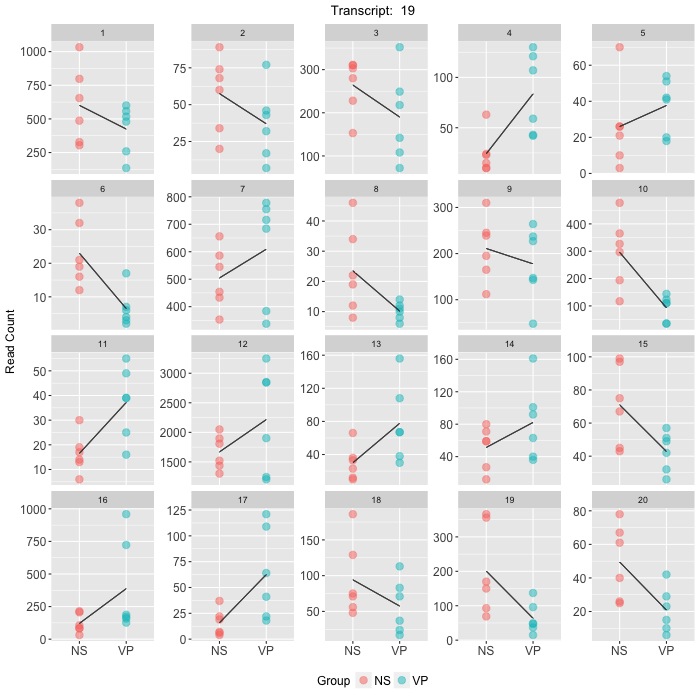 Transcript: 19
1 2 3 4 5
1000 750 500 250
75 50 25
300 200 100
100 50
60 40 20 0
6 7 8 9 10
30 20 10
800 700 600 500 400
40 30 20 10
300 200 100
400 300 200 100
Read Count
11 12 13 14 15
50 40 30 20 10
3000 2500 2000 1500
160 120 80 40
160 120 80 40
100 80 60 40
16 17 18 19 20
1000 750 500 250 0
125 100 75 50 25 0
150 100 50
300 200 100 0
80 60 40 20
NS VP NS VP NS VP NS VP NS VP
Group NS VP